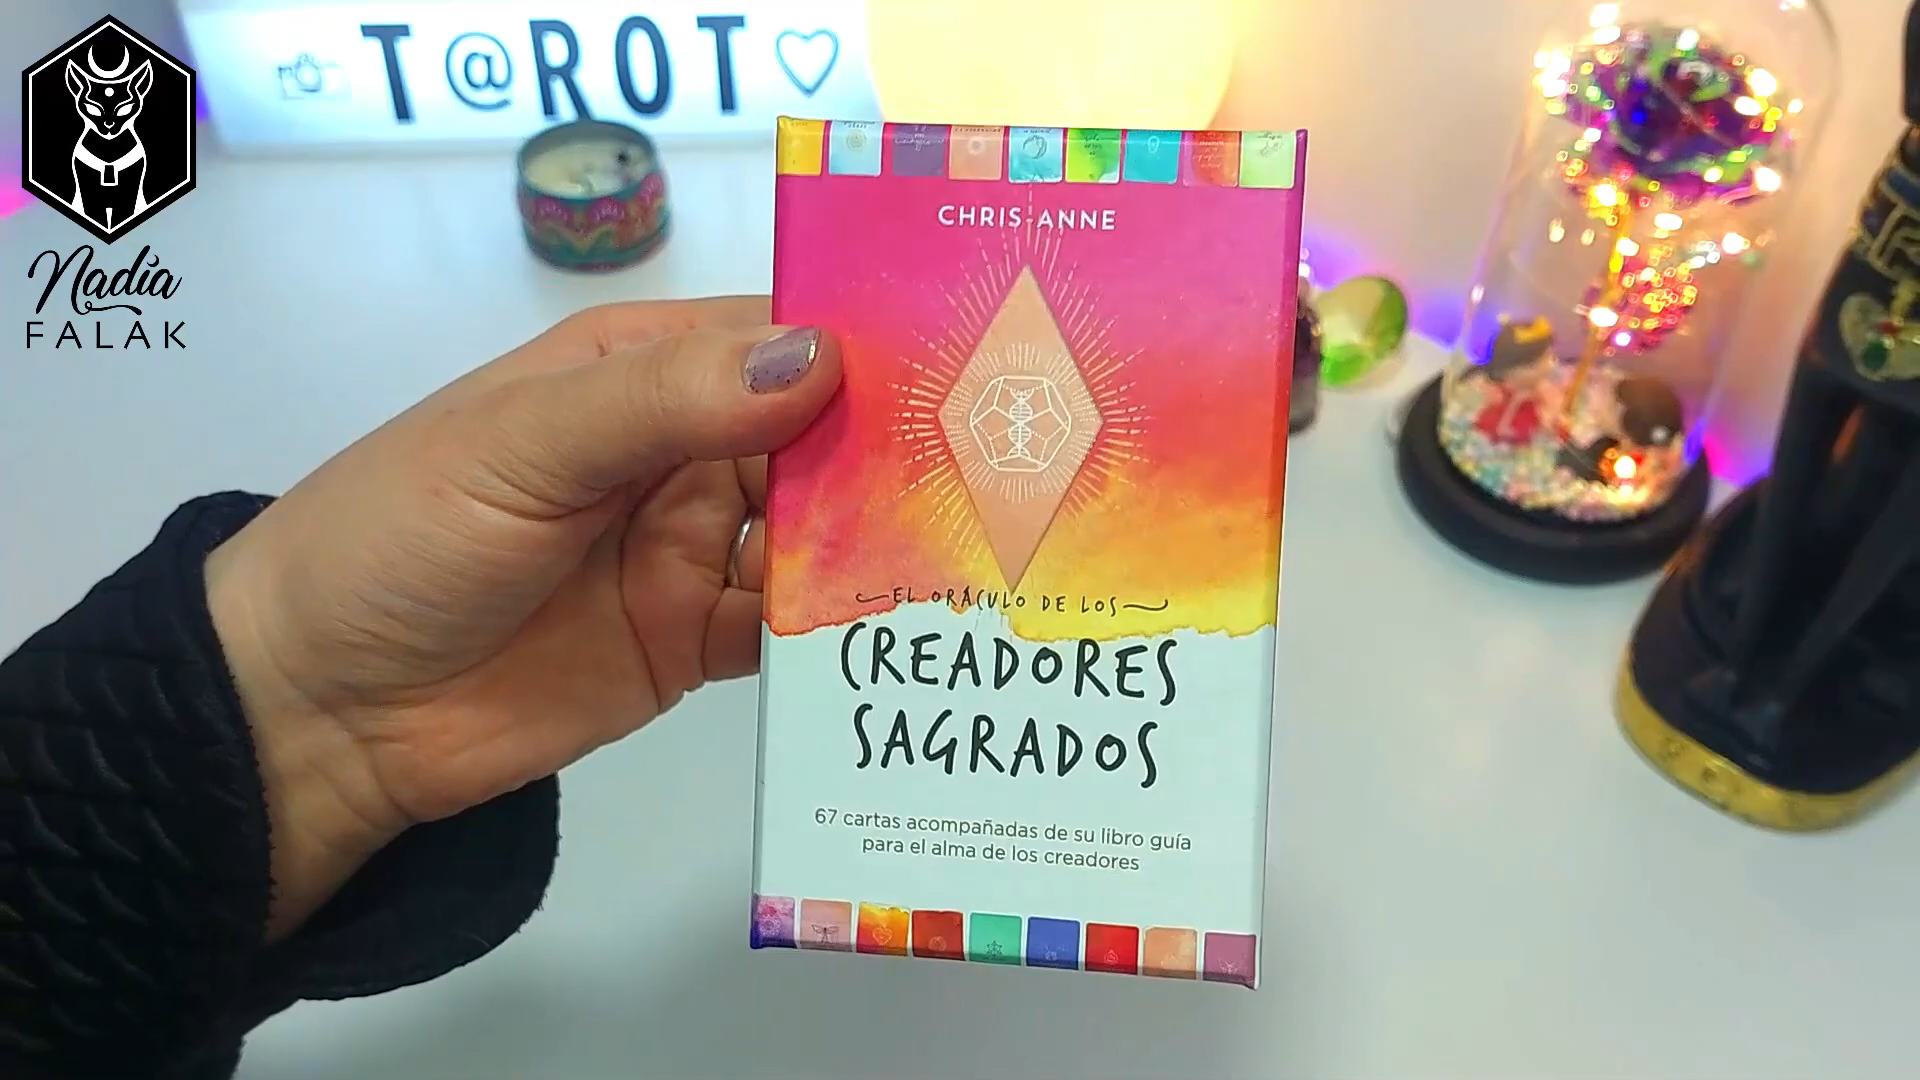 T@ROT♡
Nadia
FALAK
CHRIS-ANNE
EL ORÁCULO DE LOS
CREADORES
SAGRADOS
67 cartas acompañadas de su libro guía
para el alma de los creadores